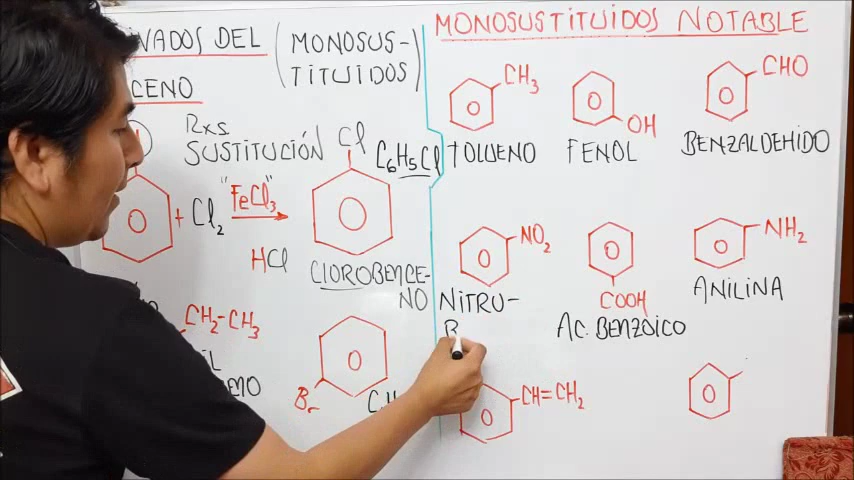 VADOS DEL
CENO
(MONOSUS-
TITUIDOS)
Rxs
SUSTITUCIÓN
Cl
C6H5Cl
+ Cl2
"FeCl3"
HCl
CLOROBENCE-
NO
CH2-CH3
Br
MONOSUSTITUIDOS NOTABLE
CH3
TOLUENO
OH
FENOL
CHO
BENZALDEHIDO
NO2
NITRO-
B
COOH
AC. BENZOICO
NH2
ANILINA
CH=CH2